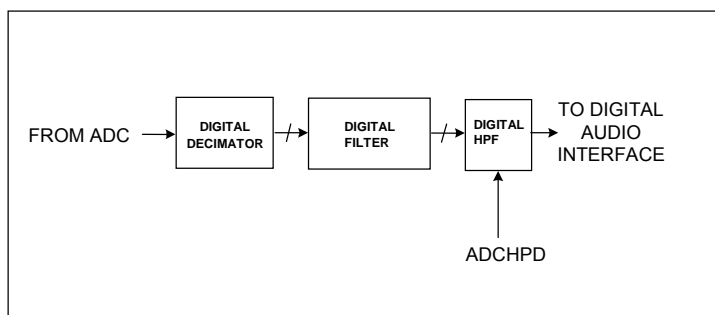 FROM ADC
DIGITAL
DECIMATOR
DIGITAL
FILTER
DIGITAL
HPF
TO DIGITAL
AUDIO
INTERFACE
ADCHPD